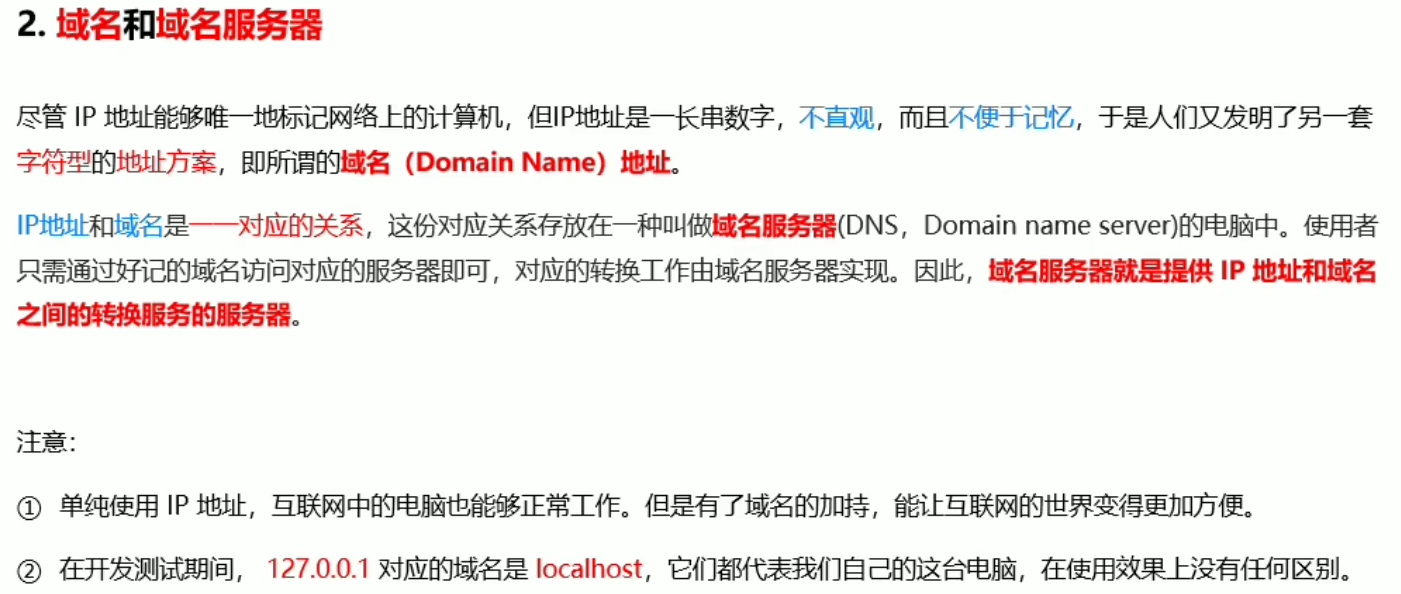 2. 域名和域名服务器
尽管 IP 地址能够唯一地标记网络上的计算机，但IP地址是一长串数字，不直观，而且不便于记忆，于是人们又发明了另一套
字符型的地址方案，即所谓的域名（Domain Name）地址。
IP地址和域名是一一对应的关系，这份对应关系存放在一种叫做域名服务器(DNS，Domain name server)的电脑中。使用者
只需通过好记的域名访问对应的服务器即可，对应的转换工作由域名服务器实现。因此，域名服务器就是提供 IP 地址和域名
之间的转换服务的服务器。
注意：
① 单纯使用 IP 地址，互联网中的电脑也能够正常工作。但是有了域名的加持，能让互联网的世界变得更加方便。
② 在开发测试期间， 127.0.0.1 对应的域名是 localhost，它们都代表我们自己的这台电脑，在使用效果上没有任何区别。